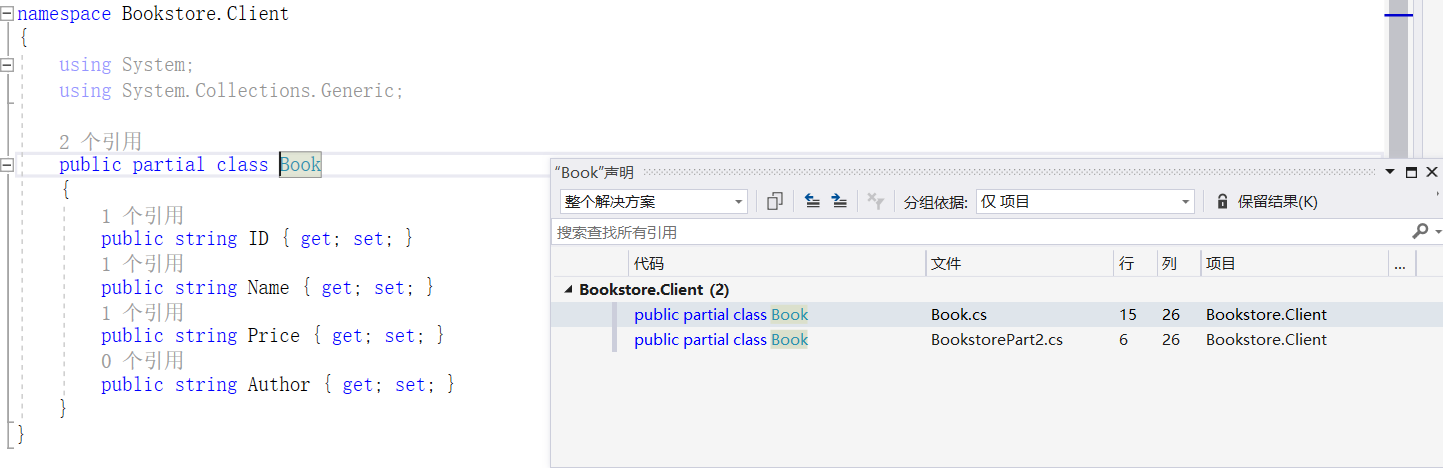 namespace Bookstore.Client
{
using System;
using System.Collections.Generic;
2 个引用
public partial class Book
{
1 个引用
public string ID { get; set; }
1 个引用
public string Name { get; set; }
1 个引用
public string Price { get; set; }
0 个引用
public string Author { get; set; }
}
}
“Book”声明
整个解决方案 分组依据: 仅 项目 保留结果(K)
搜索查找所有引用
代码 文件 行 列 项目 ...
Bookstore.Client (2)
public partial class Book Book.cs 15 26 Bookstore.Client
public partial class Book BookstorePart2.cs 6 26 Bookstore.Client